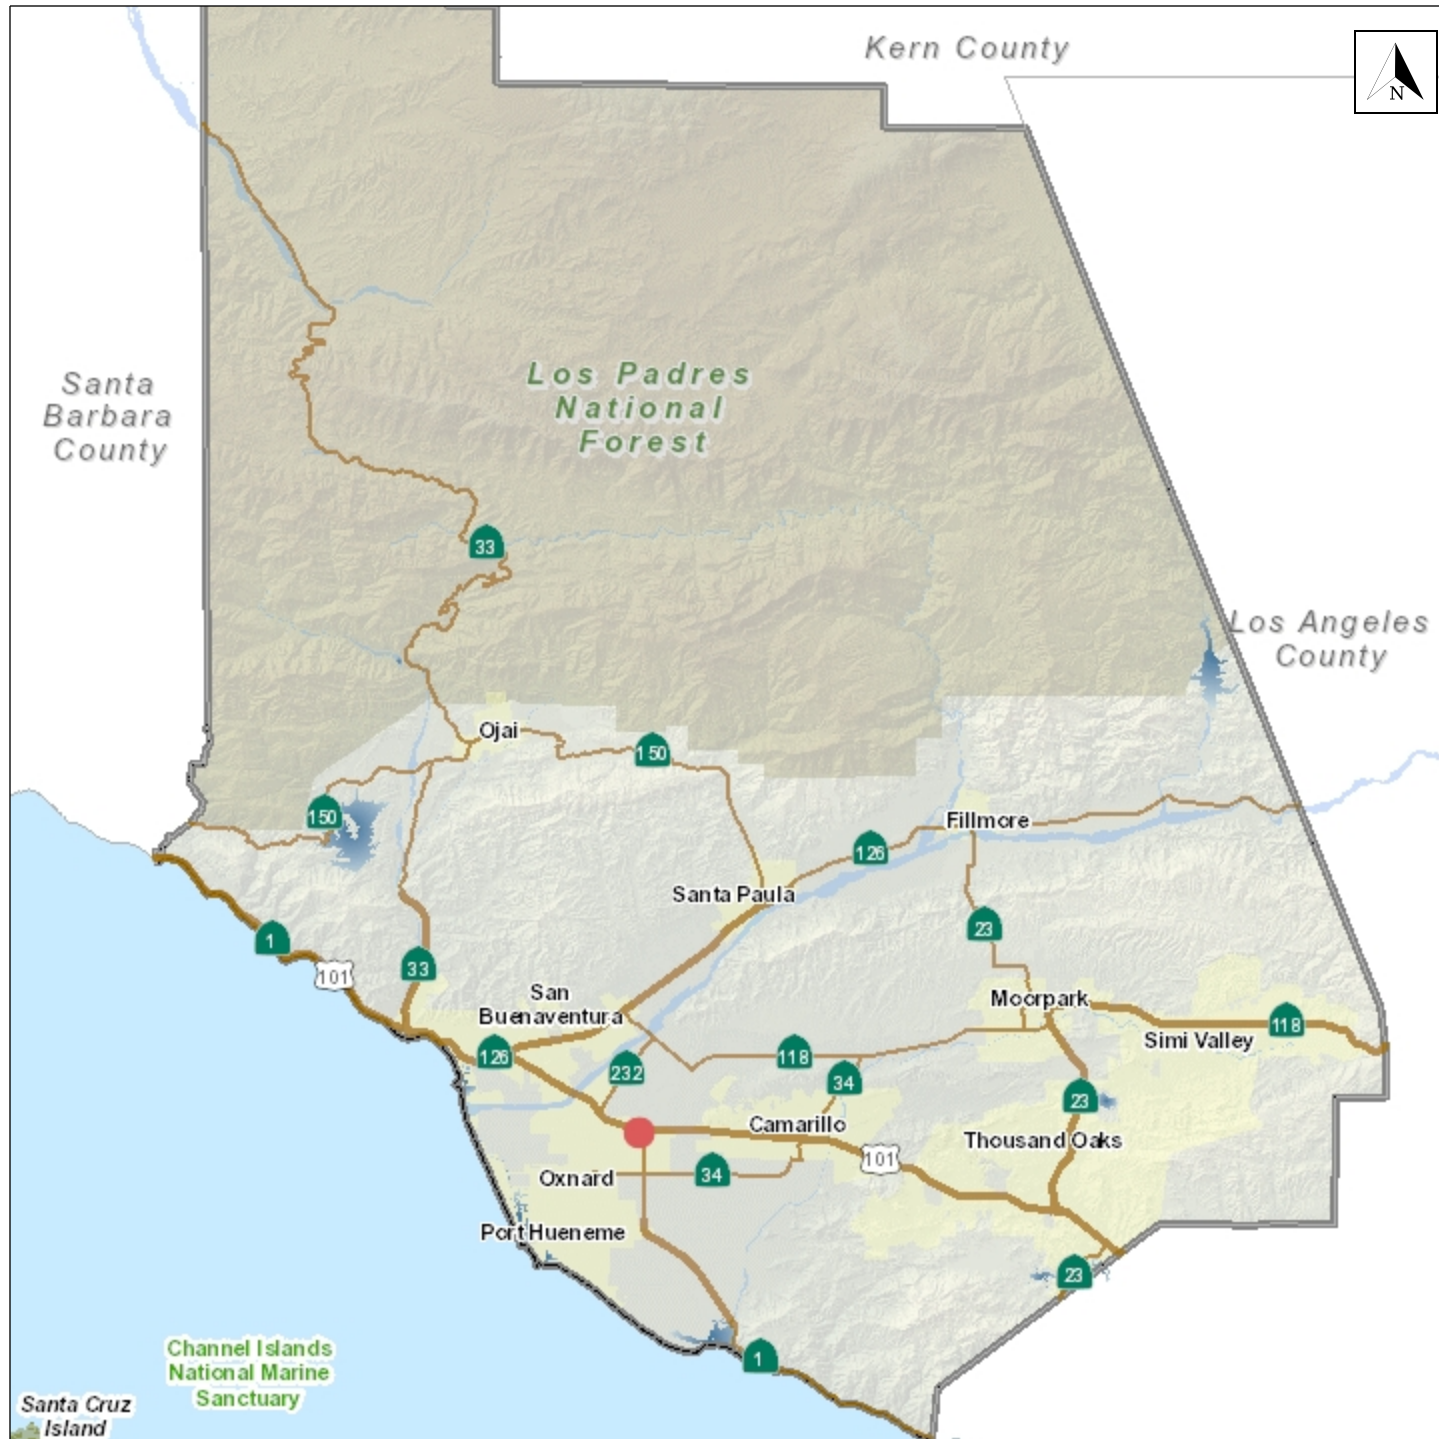 Kern County
N
Santa
Barbara
County
Los Padres
National
Forest
33
Los Angeles
County
Ojai
150
150
Fillmore
126
Santa Paula
23
1
33
101
San
Buenaventura
Moorpark
118
Simi Valley
126
118
232
34
23
Camarillo
Thousand Oaks
101
Oxnard
34
Port Hueneme
23
1
Channel Islands
National Marine
Sanctuary
Santa Cruz
Island